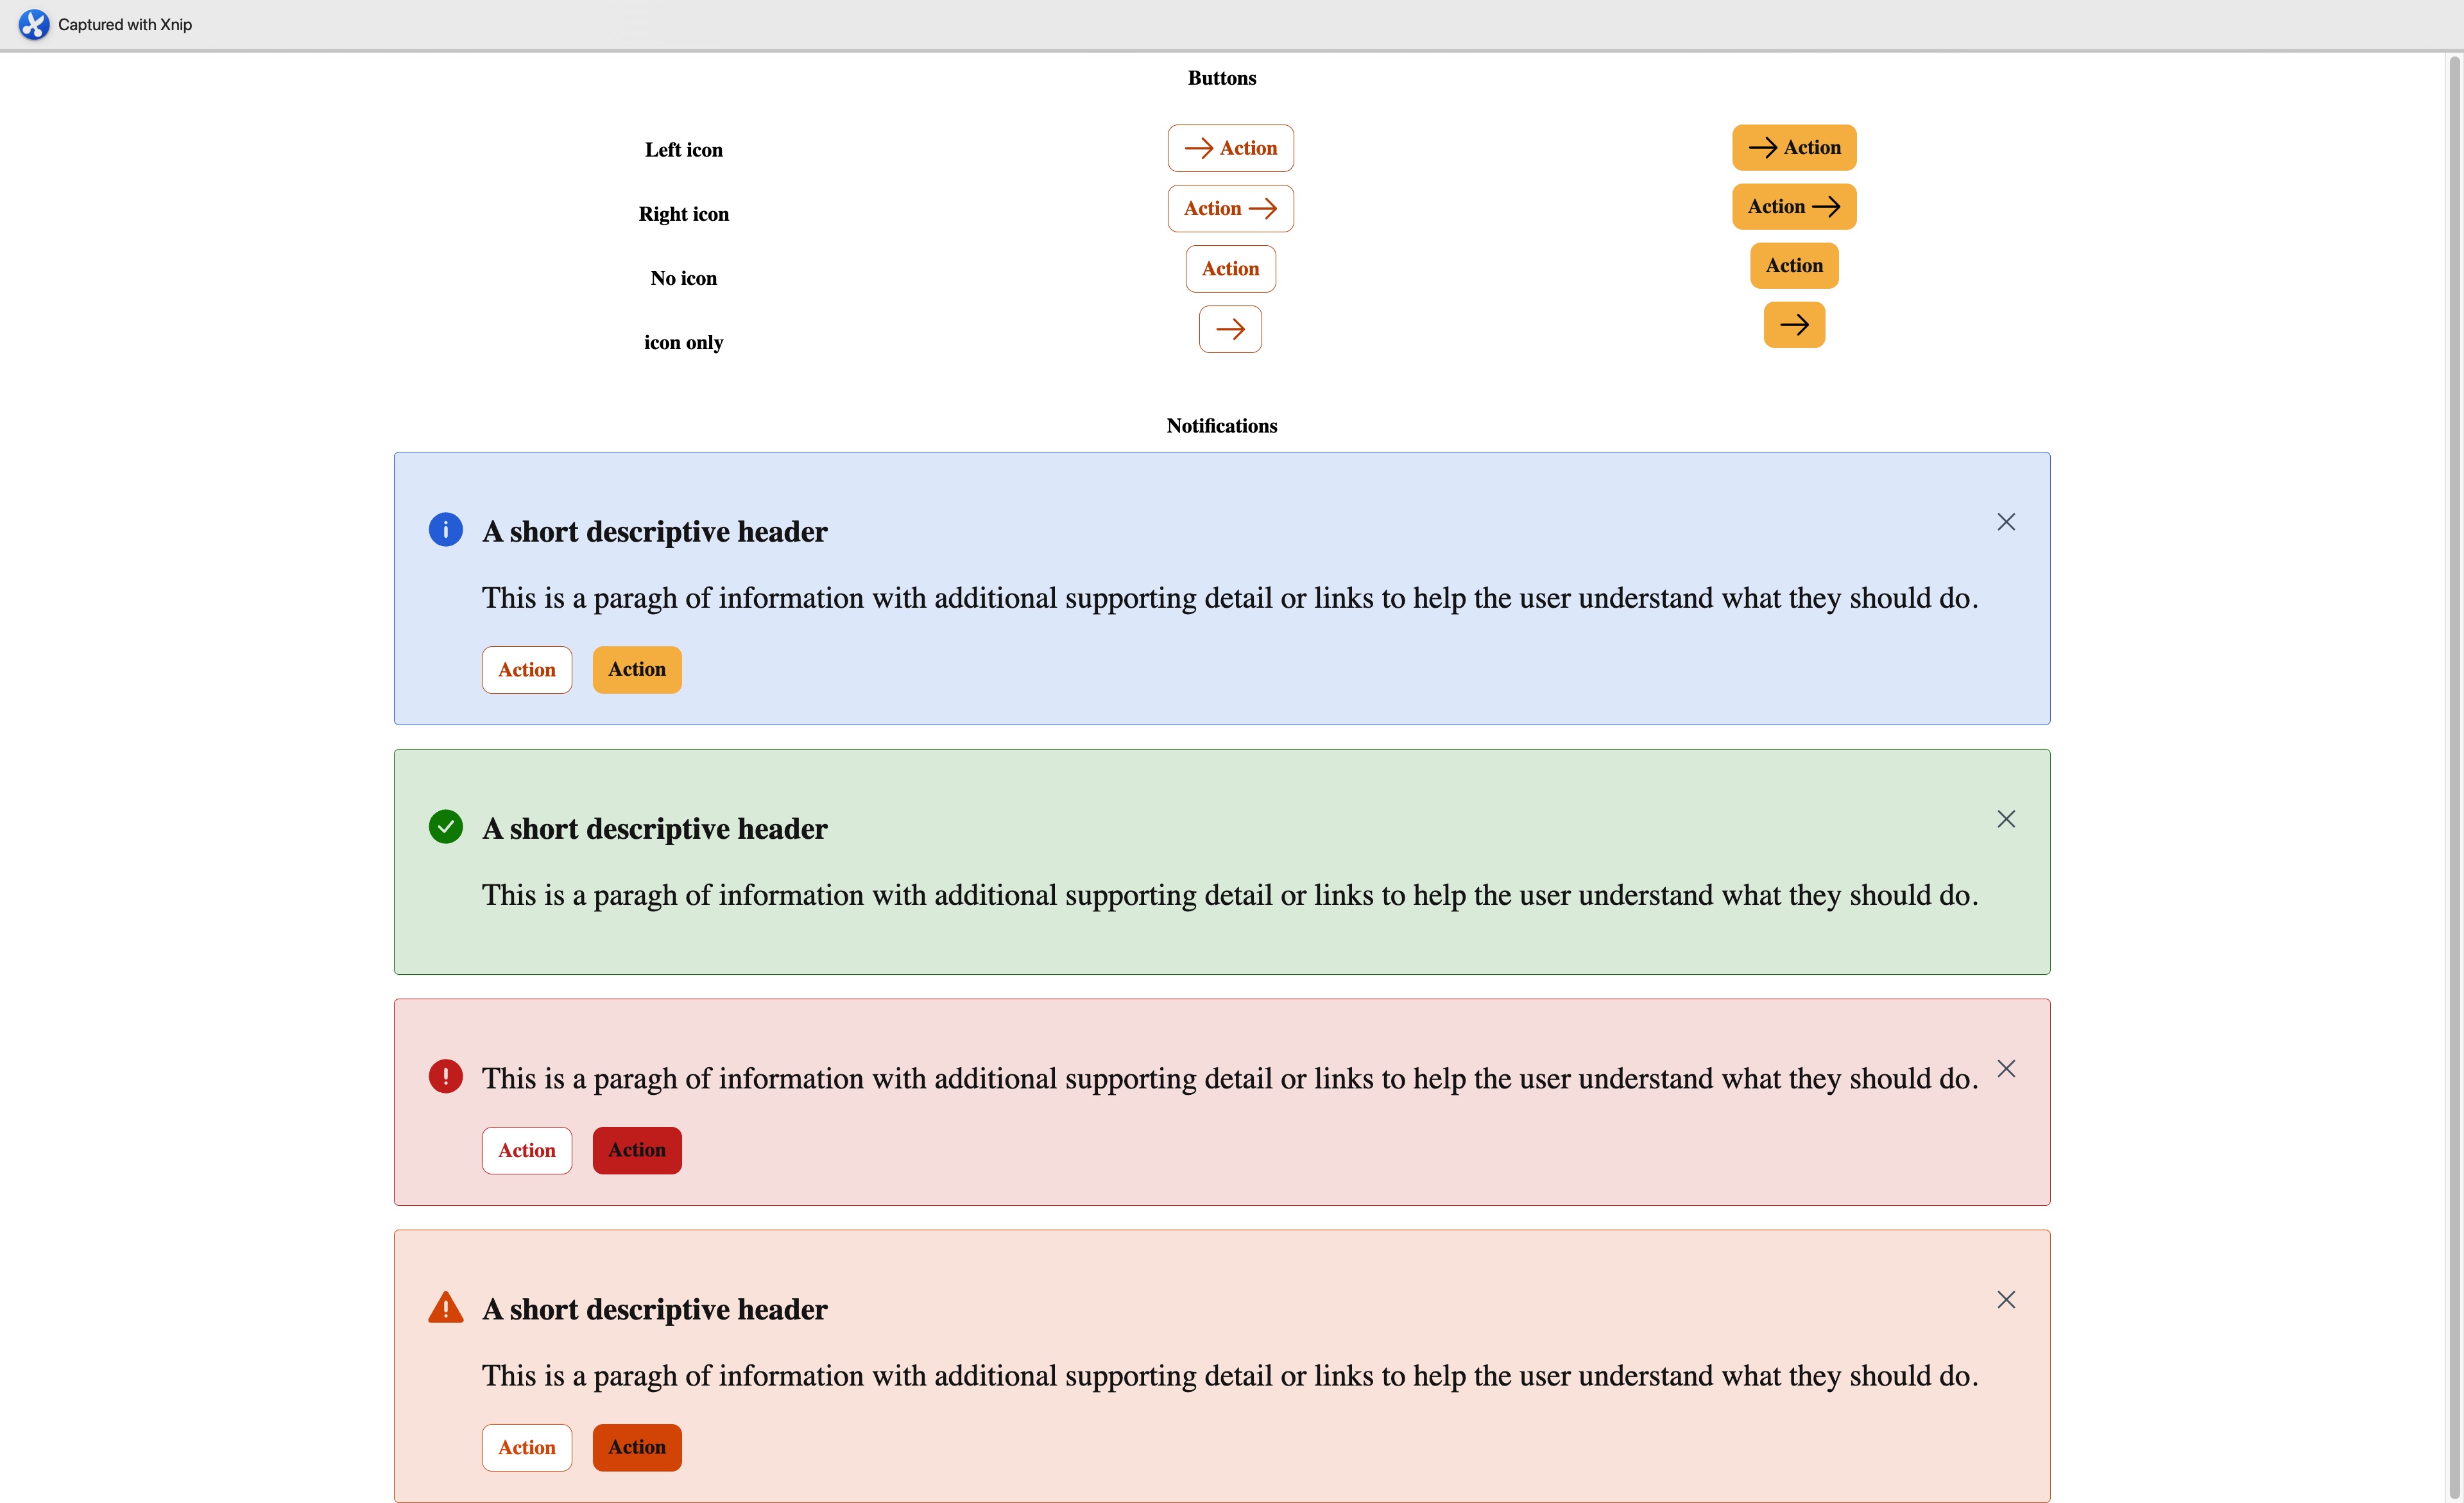 Captured with Xnip
Buttons
Left icon
Action
Action
Right icon
Action
Action
No icon
Action
Action
icon only
Notifications
A short descriptive header
This is a paragh of information with additional supporting detail or links to help the user understand what they should do.
Action Action
A short descriptive header
This is a paragh of information with additional supporting detail or links to help the user understand what they should do.
This is a paragh of information with additional supporting detail or links to help the user understand what they should do.
Action Action
A short descriptive header
This is a paragh of information with additional supporting detail or links to help the user understand what they should do.
Action Action